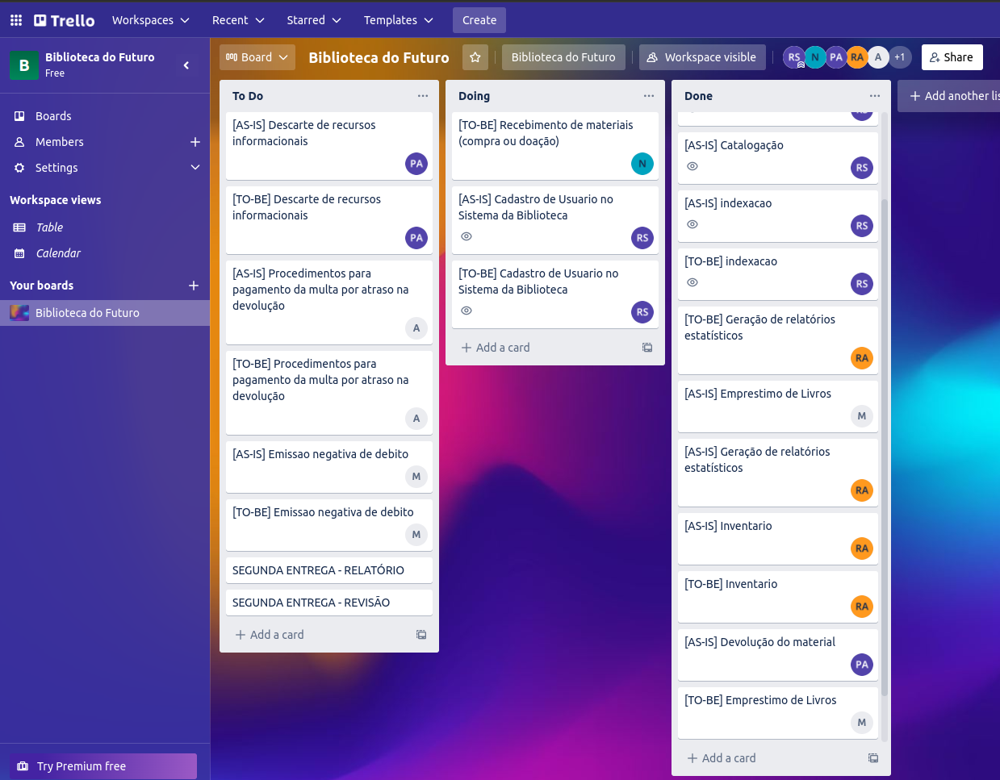 Trello
Workspaces
Recent
Starred
Templates
Create
B
Biblioteca do Futuro
Free
Boards
Members
Settings
Workspace views
Table
Calendar
Your boards
Biblioteca do Futuro
Try Premium free
Board
Biblioteca do Futuro
Biblioteca do Futuro
Workspace visible
RS
N
PA
RA
A
+1
Share
To Do
[AS-IS] Descarte de recursos
informacionais
PA
[TO-BE] Descarte de recursos
informacionais
PA
[AS-IS] Procedimentos para
pagamento da multa por atraso na
devolução
A
[TO-BE] Procedimentos para
pagamento da multa por atraso na
devolução
A
[AS-IS] Emissao negativa de debito
M
[TO-BE] Emissao negativa de debito
M
SEGUNDA ENTREGA - RELATÓRIO
SEGUNDA ENTREGA - REVISÃO
Add a card
Doing
[TO-BE] Recebimento de materiais
(compra ou doação)
N
[AS-IS] Cadastro de Usuario no
Sistema da Biblioteca
RS
[TO-BE] Cadastro de Usuario no
Sistema da Biblioteca
RS
Add a card
Done
[AS-IS] Catalogação
RS
[AS-IS] indexacao
RS
[TO-BE] indexacao
RS
[TO-BE] Geração de relatórios
estatísticos
RA
[AS-IS] Emprestimo de Livros
M
[AS-IS] Geração de relatórios
estatísticos
RA
[AS-IS] Inventario
RA
[TO-BE] Inventario
RA
[AS-IS] Devolução do material
PA
[TO-BE] Emprestimo de Livros
M
Add a card
Add another lis